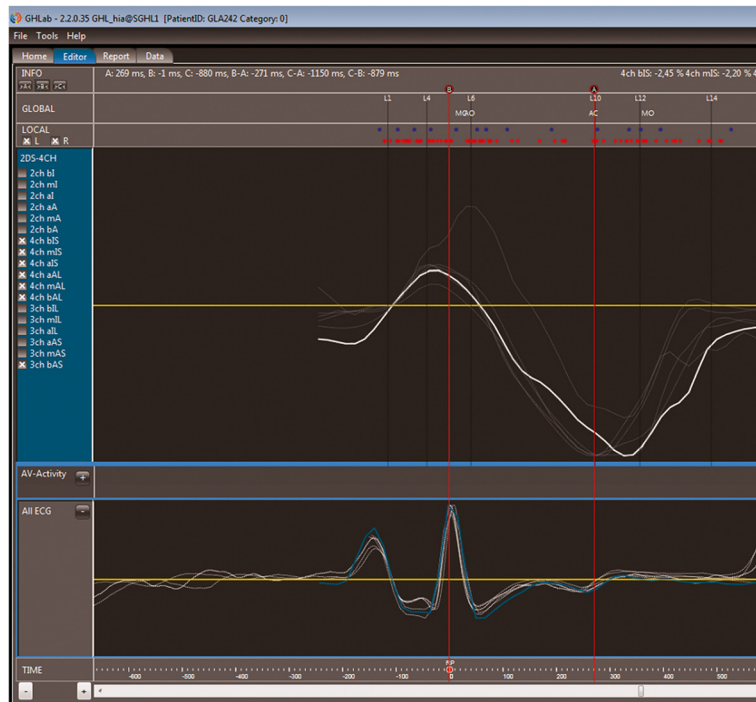 GHLab - 2.2.0.35 GHL_hia@SGHL1 [PatientID: GLA242 Category: 0]
File Tools Help
Home Editor Report Data
INFO
A: 269 ms, B: -1 ms, C: -880 ms, B-A: -271 ms, C-A: -1150 ms, C-B: -879 ms
4ch bIS: -2,45 % 4ch mIS: -2,20 % 4
>A< >B< >C<
B A
GLOBAL
L1 L4 L6 L10 L12 L14
AC MO
LOCAL
L R
2DS-4CH
2ch bI
2ch mI
2ch aI
2ch aA
2ch mA
2ch bA
4ch bIS
4ch mIS
4ch aIS
4ch aAL
4ch mAL
4ch bAL
3ch bIL
3ch mIL
3ch aIL
3ch aAS
3ch mAS
3ch bAS
AV-Activity +
All ECG -
TIME
-600 -500 -400 -300 -200 -100 0 100 200 300 400 500
- +